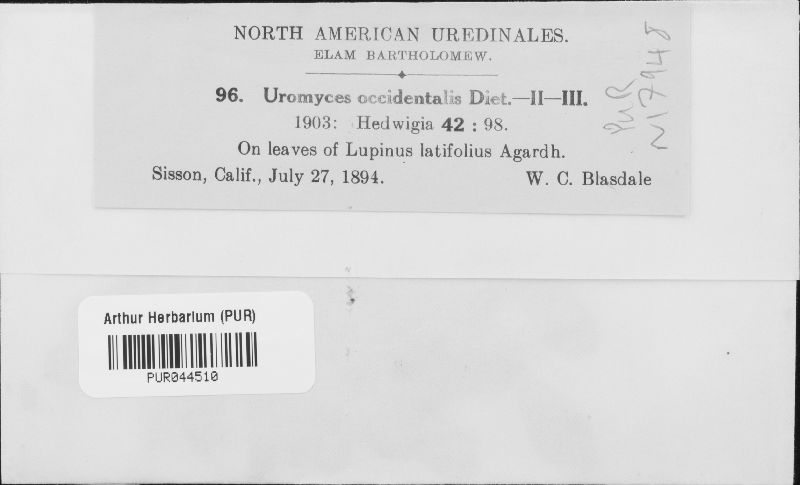 NORTH AMERICAN UREDINALES.
ELAM BARTHOLOMEW.
96. Uromyces occidentalis Diet.—II—III.
1903: Hedwigia 42 : 98.
On leaves of Lupinus latifolius Agardh.
Sisson, Calif., July 27, 1894. W. C. Blasdale
PUR
N17948
Arthur Herbarium (PUR)
PUR044510